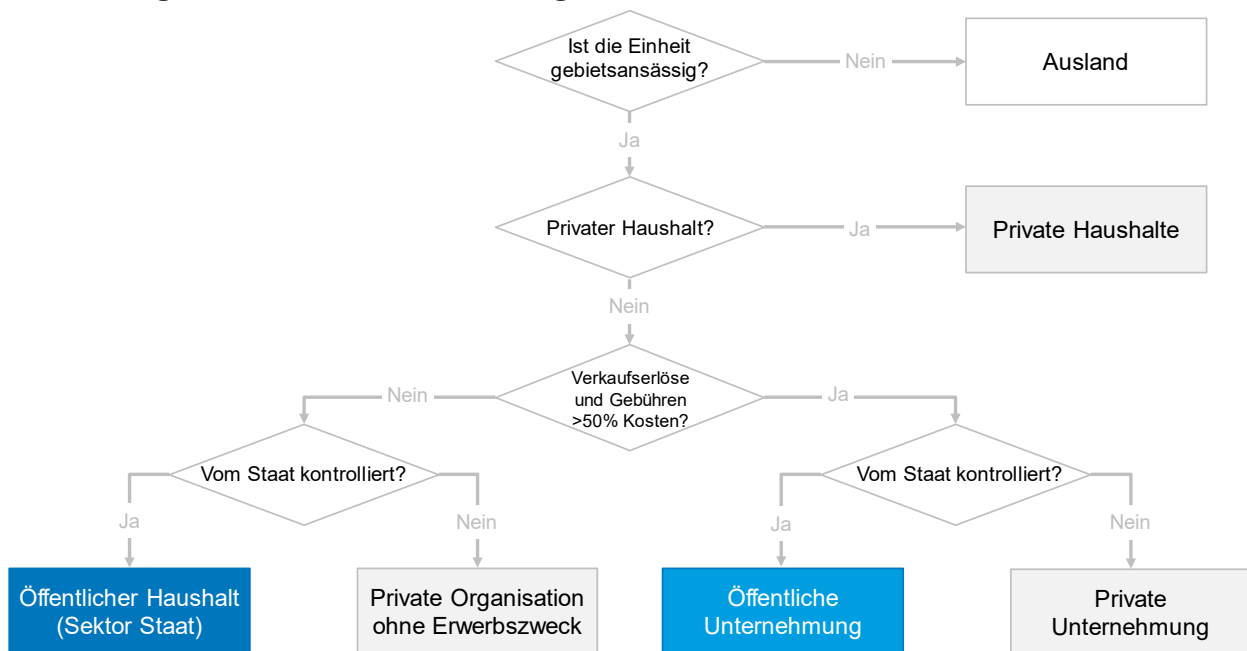 Ist die Einheit
gebietsansässig?
Nein
Ausland
Ja
Privater Haushalt?
Ja
Private Haushalte
Nein
Verkaufserlöse
und Gebühren
>50% Kosten?
Nein
Ja
Vom Staat kontrolliert?
Vom Staat kontrolliert?
Ja
Nein
Ja
Nein
Öffentlicher Haushalt
(Sektor Staat)
Private Organisation
ohne Erwerbszweck
Öffentliche
Unternehmung
Private
Unternehmung